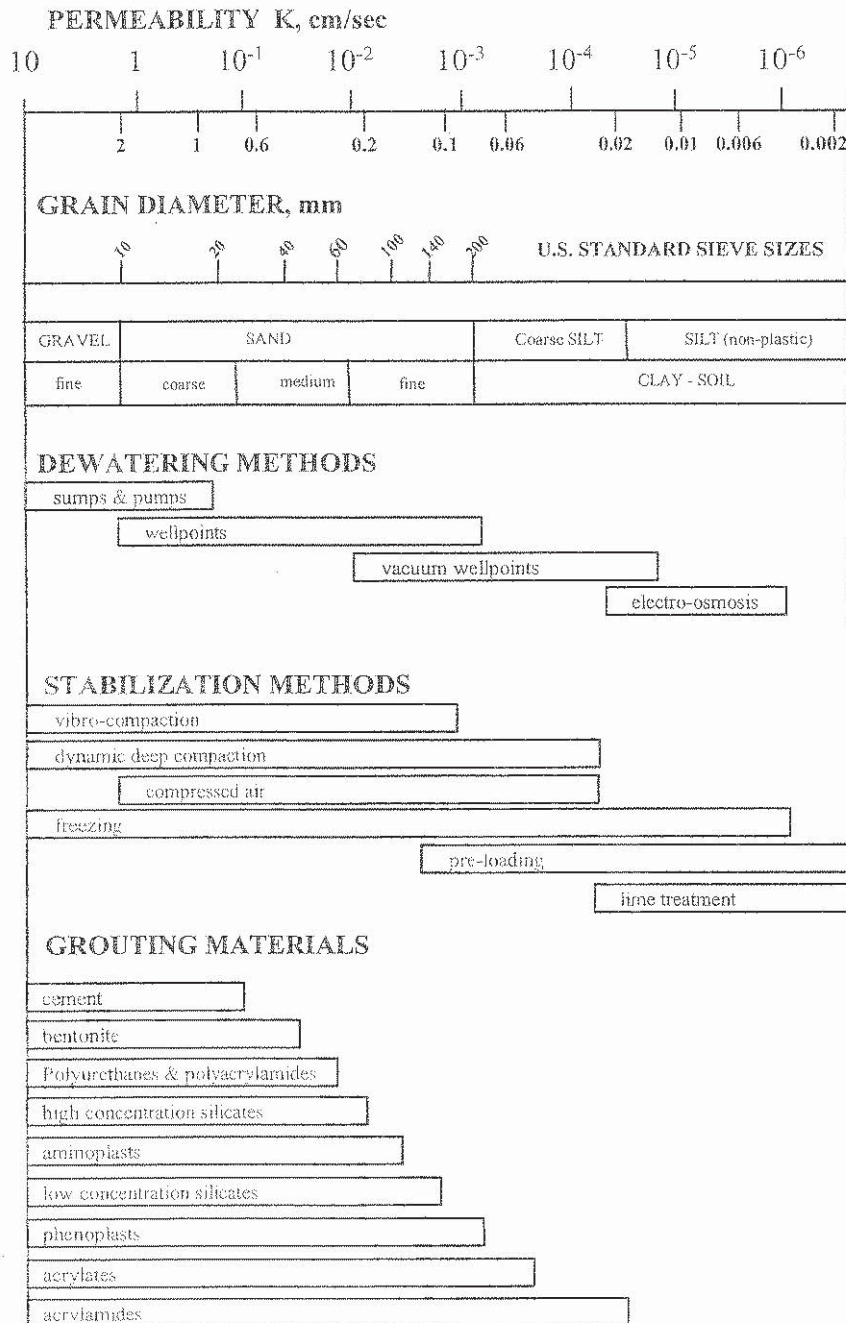 PERMEABILITY K, cm/sec
10 1 10⁻¹ 10⁻² 10⁻³ 10⁻⁴ 10⁻⁵ 10⁻⁶
2 1 0.6 0.2 0.1 0.06 0.02 0.01 0.006 0.002
GRAIN DIAMETER, mm
10 20 40 60 100 140 200 U.S. STANDARD SIEVE SIZES
GRAVEL SAND Coarse SILT SILT (non-plastic)
fine coarse medium fine CLAY - SOIL
DEWATERING METHODS
sumps & pumps
wellpoints
vacuum wellpoints
electro-osmosis
STABILIZATION METHODS
vibro-compaction
dynamic deep compaction
compressed air
freezing
pre-loading
lime treatment
GROUTING MATERIALS
cement
bentonite
Polyurethanes & polyacrylamides
high concentration silicates
aminoplasts
low concentration silicates
phenoplasts
acrylates
acrylamides